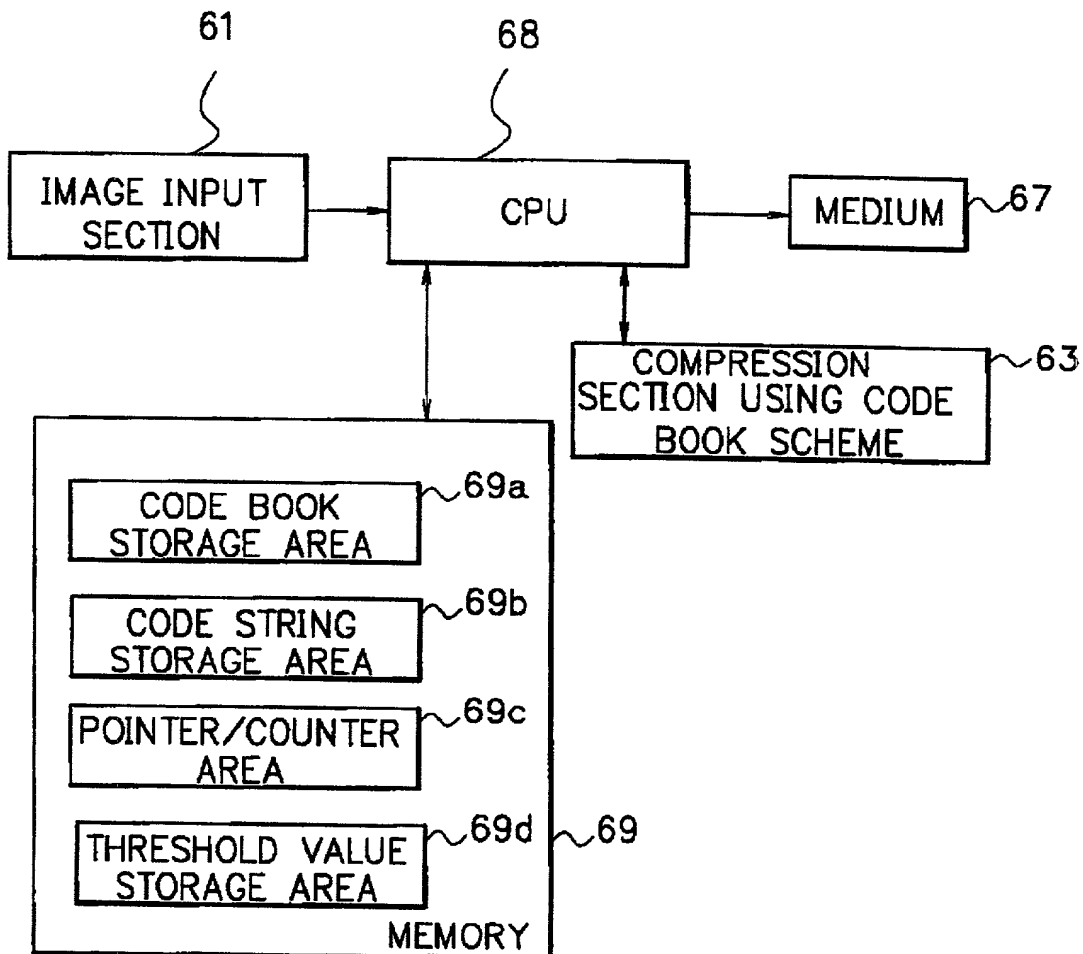 61
68
IMAGE INPUT
SECTION
CPU
MEDIUM
67
COMPRESSION
SECTION USING CODE
BOOK SCHEME
63
CODE BOOK
STORAGE AREA
69a
CODE STRING
STORAGE AREA
69b
POINTER/COUNTER
AREA
69c
THRESHOLD VALUE
STORAGE AREA
69d
69
MEMORY